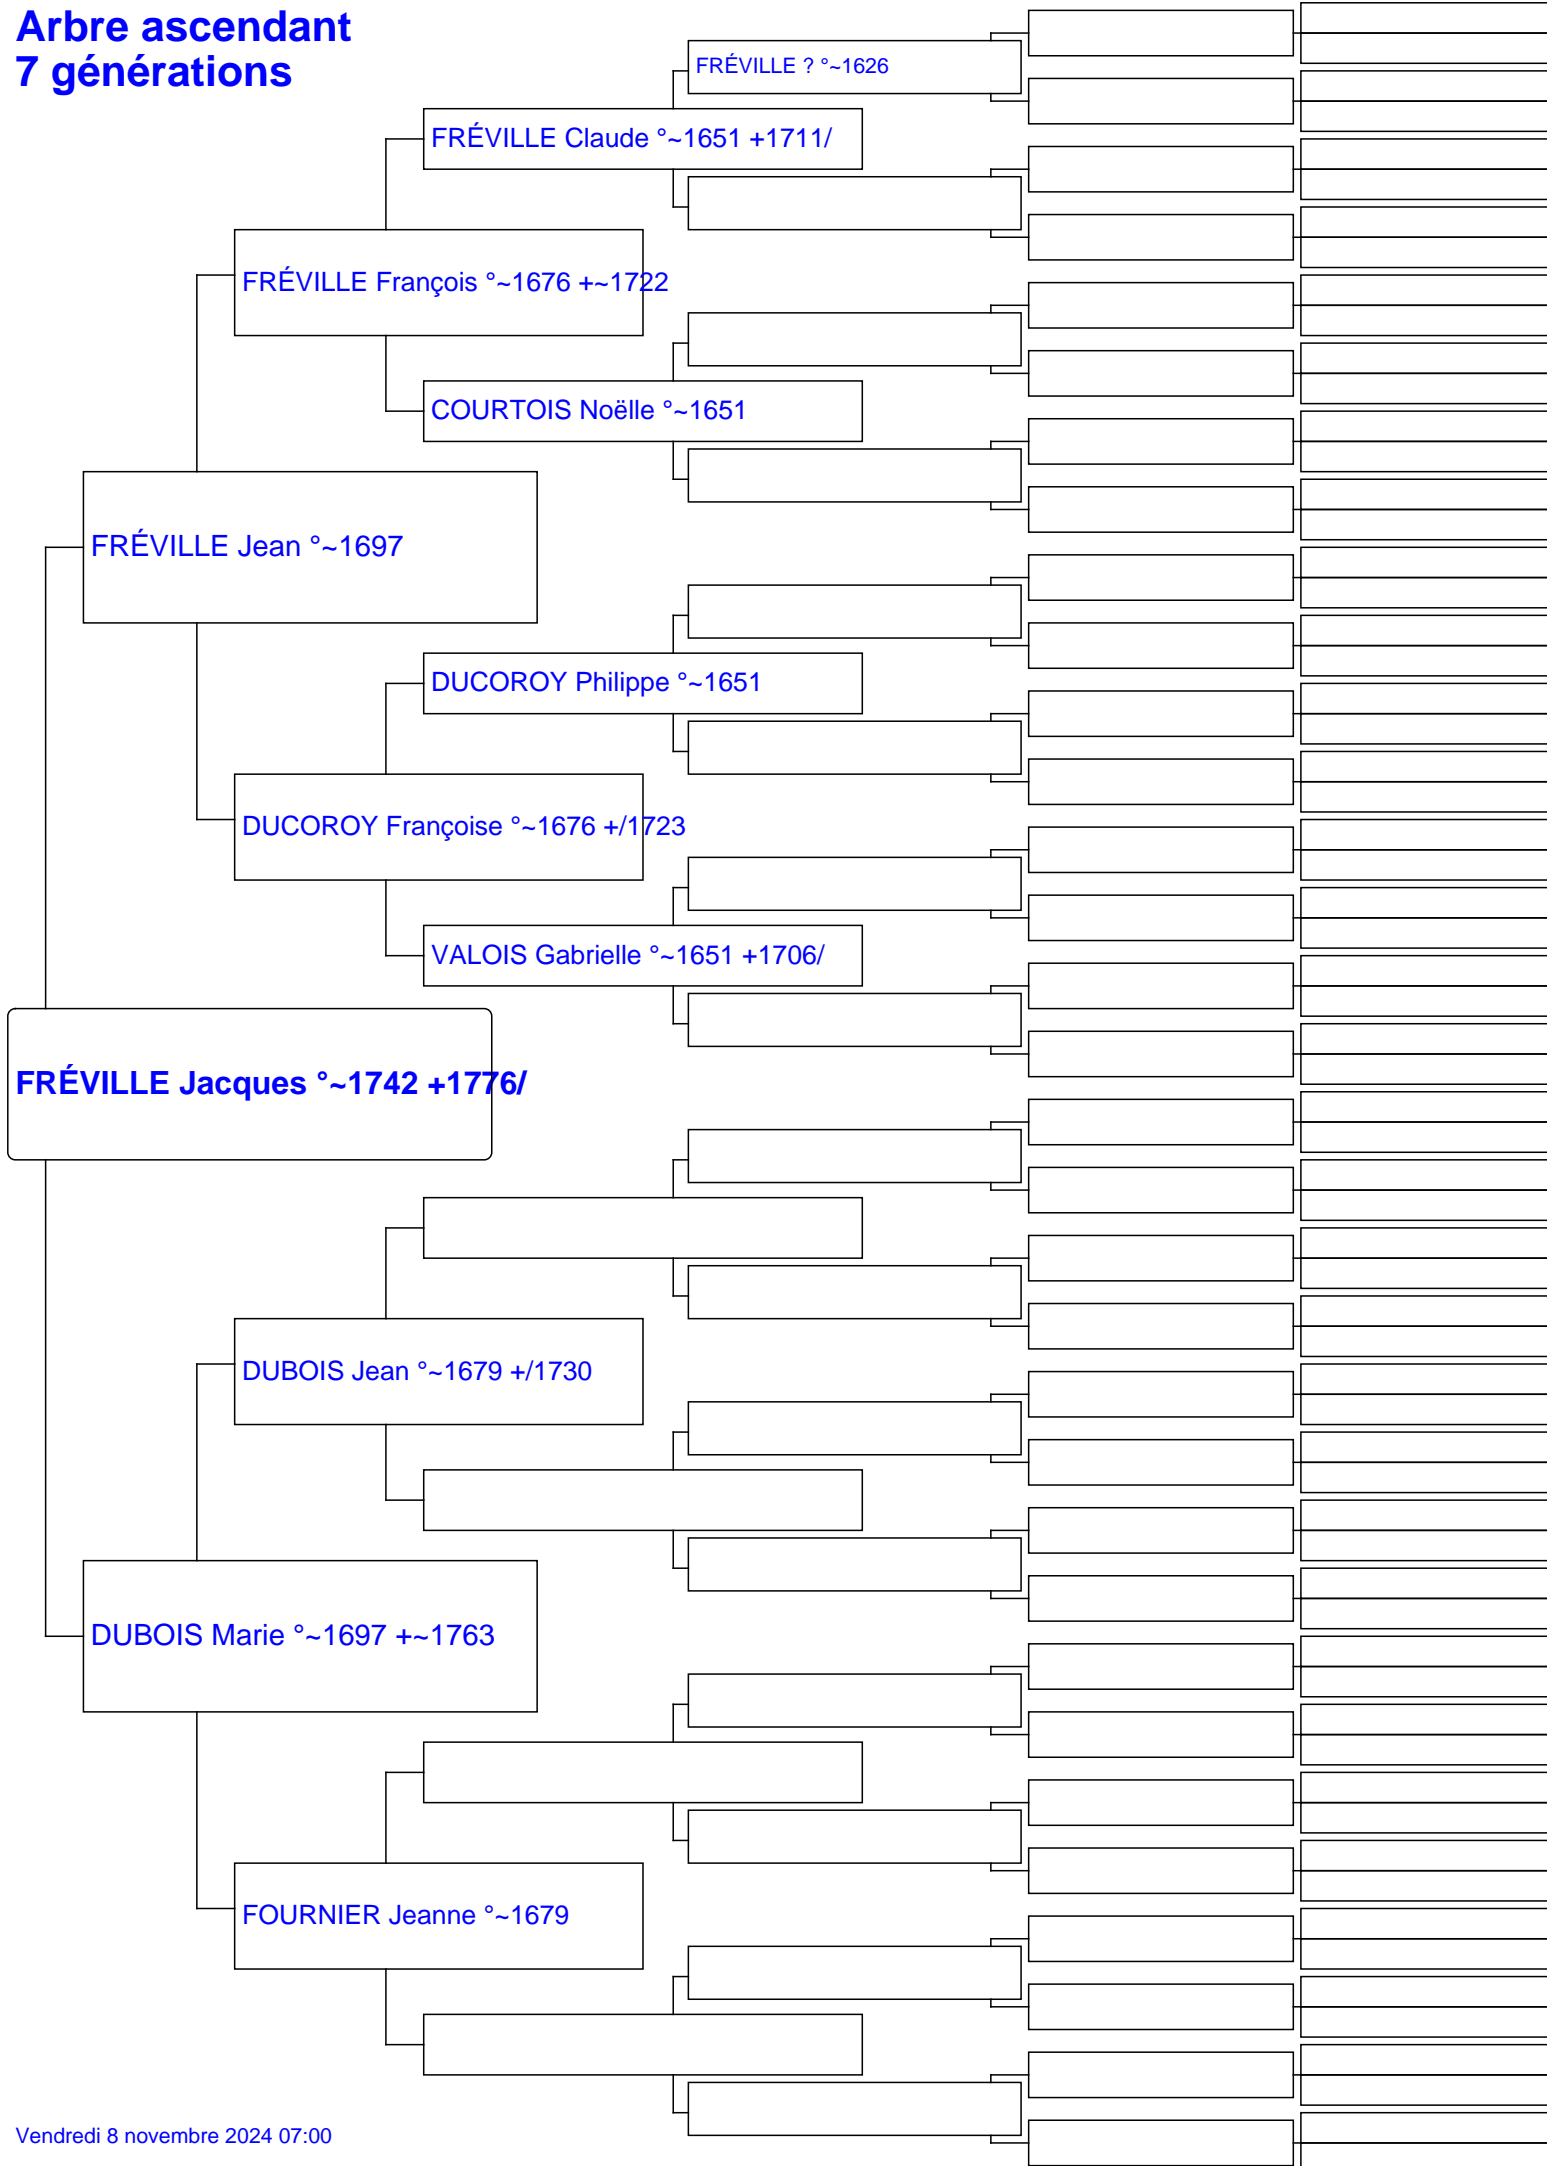 Arbre ascendant
7 générations
FRÉVILLE ? °~1626
FRÉVILLE Claude °~1651 +1711/
FRÉVILLE François °~1676 +~1722
COURTOIS Noëlle °~1651
FRÉVILLE Jean °~1697
DUCOROY Philippe °~1651
DUCOROY Françoise °~1676 +/1723
VALOIS Gabrielle °~1651 +1706/
FRÉVILLE Jacques °~1742 +1776/
DUBOIS Jean °~1679 +/1730
DUBOIS Marie °~1697 +~1763
FOURNIER Jeanne °~1679
Vendredi 8 novembre 2024 07:00